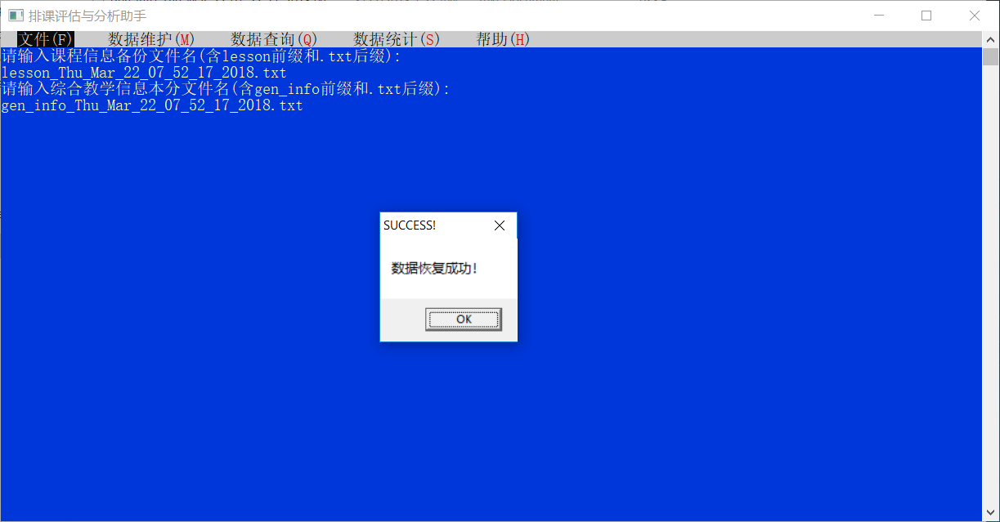 排课评估与分析助手
文件(F) 数据维护(M) 数据查询(Q) 数据统计(S) 帮助(H)
请输入课程信息备份文件名(含lesson前缀和.txt后缀):
lesson_Thu_Mar_22_07_52_17_2018.txt
请输入综合教学信息本分文件名(含gen_info前缀和.txt后缀):
gen_info_Thu_Mar_22_07_52_17_2018.txt
SUCCESS!
数据恢复成功!
OK